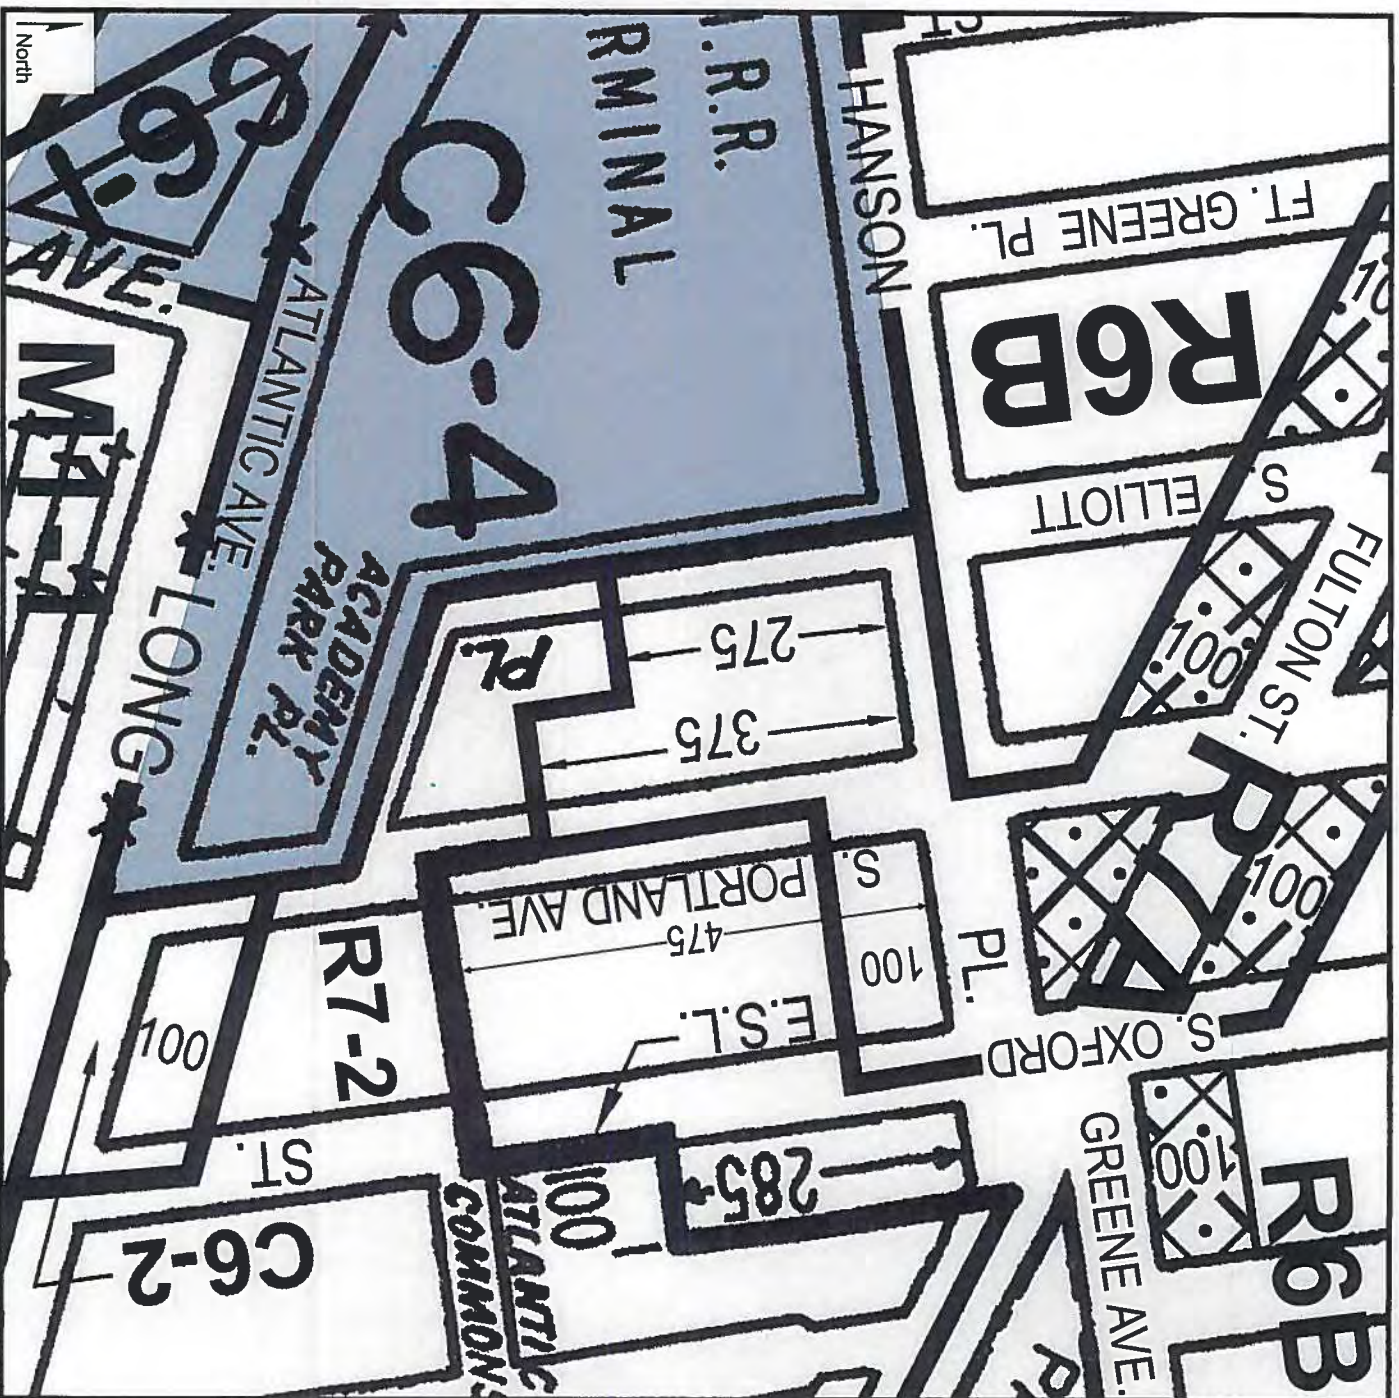 North
C6-1
AVE.
M1-1
ATLANTIC AVE.
LONG
C6-4
RMINAL
.R.R.
HANSON
PL.
ACADEMY
PARK PL.
PL.
275
375
FT. GREENE PL.
R6B
S. ELLIOTT
FULTON ST.
100
100
S. PORTLAND AVE.
475
100
E.S.L.
R7-2
100
ST.
C6-2
ATLANTIC
COMMONS
100
285
S. OXFORD
GREENE AVE.
100
R6B